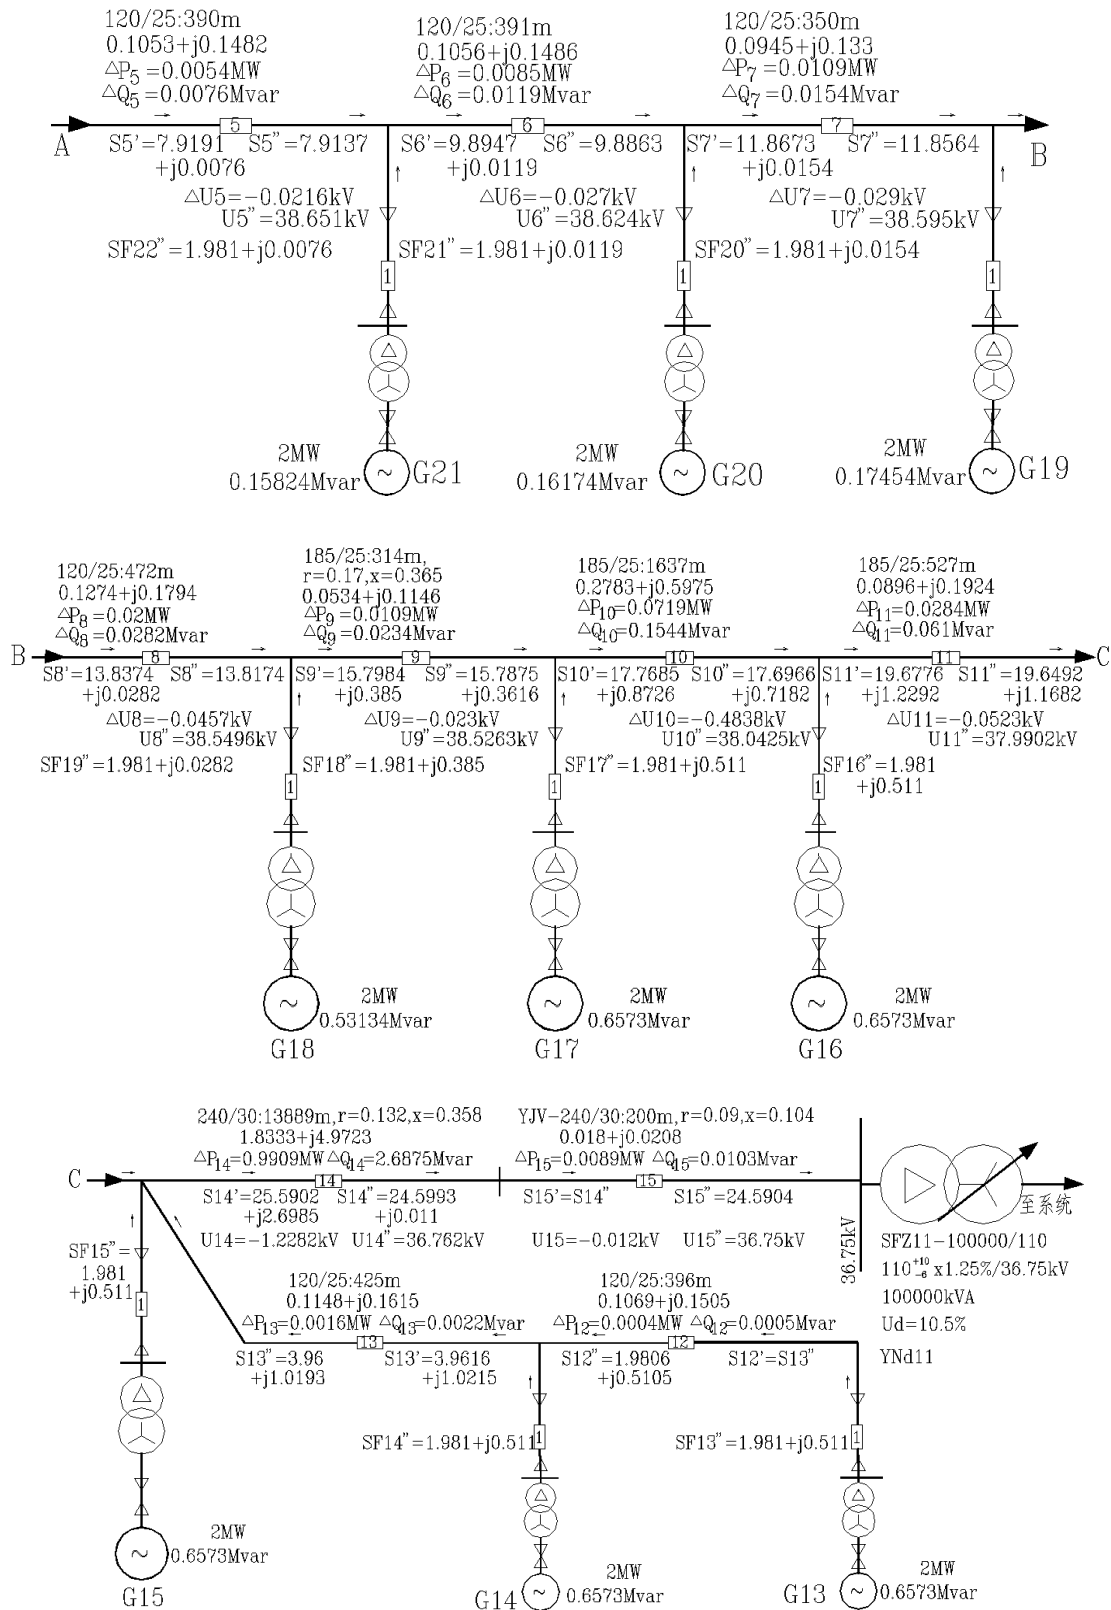 120/25:390m
0.1053+j0.1482
△P5=0.0054MW
△Q5=0.0076Mvar
120/25:391m
0.1056+j0.1486
△P6=0.0085MW
△Q6=0.0119Mvar
120/25:350m
0.0945+j0.133
△P7=0.0109MW
△Q7=0.0154Mvar
A
5
6
7
B
S5'=7.9191
+j0.0076
S5"=7.9137
S6'=9.8947
+j0.0119
S6"=9.8863
S7'=11.8673
+j0.0154
S7"=11.8564
△U5=-0.0216kV
U5"=38.651kV
△U6=-0.027kV
U6"=38.624kV
△U7=-0.029kV
U7"=38.595kV
SF22"=1.981+j0.0076
SF21"=1.981+j0.0119
SF20"=1.981+j0.0154
1
1
1
2MW
0.15824Mvar
~
G21
2MW
0.16174Mvar
~
G20
2MW
0.17454Mvar
~
G19
120/25:472m
0.1274+j0.1794
△P8=0.02MW
△Q8=0.0282Mvar
185/25:314m,
r=0.17,x=0.365
0.0534+j0.1146
△P9=0.0109MW
△Q9=0.0234Mvar
185/25:1637m
0.2783+j0.5975
△P10=0.0719MW
△Q10=0.1544Mvar
185/25:527m
0.0896+j0.1924
△P11=0.0284MW
△Q11=0.061Mvar
B
8
9
10
11
C
S8'=13.8374
+j0.0282
S8"=13.8174
S9'=15.7984
+j0.385
S9"=15.7875
+j0.3616
S10'=17.7685
+j0.8726
S10"=17.6966
+j0.7182
S11'=19.6776
+j1.2292
S11"=19.6492
+j1.1682
△U8=-0.0457kV
U8"=38.5496kV
△U9=-0.023kV
U9"=38.5263kV
△U10=-0.4838kV
U10"=38.0425kV
△U11=-0.0523kV
U11"=37.9902kV
SF19"=1.981+j0.0282
SF18"=1.981+j0.385
SF17"=1.981+j0.511
SF16"=1.981
+j0.511
1
1
1
~
2MW
0.53134Mvar
G18
~
2MW
0.6573Mvar
G17
~
2MW
0.6573Mvar
G16
240/30:13889m,r=0.132,x=0.358
1.8333+j4.9723
△P14=0.9909MW △Q14=2.6875Mvar
YJV-240/30:200m,r=0.09,x=0.104
0.018+j0.0208
△P15=0.0089MW △Q15=0.0103Mvar
C
14
15
S14'=25.5902
+j2.6985
S14"=24.5993
+j0.011
S15'=S14"
S15"=24.5904
U14=-1.2282kV
U14"=36.762kV
U15=-0.012kV
U15"=36.75kV
36.75kV
至系统
SFZ11-100000/110
110+10-6x1.25%/36.75kV
100000kVA
Ud=10.5%
YNd11
SF15"=
1.981
+j0.511
1
120/25:425m
0.1148+j0.1615
△P13=0.0016MW △Q13=0.0022Mvar
120/25:396m
0.1069+j0.1505
△P12=0.0004MW △Q12=0.0005Mvar
13
12
S13"=3.96
+j1.0193
S13'=3.9616
+j1.0215
S12"=1.9806
+j0.5105
S12'=S13"
SF14"=1.981+j0.511
1
SF13"=1.981+j0.511
1
~
2MW
0.6573Mvar
G15
2MW
0.6573Mvar
~
G14
2MW
0.6573Mvar
~
G13